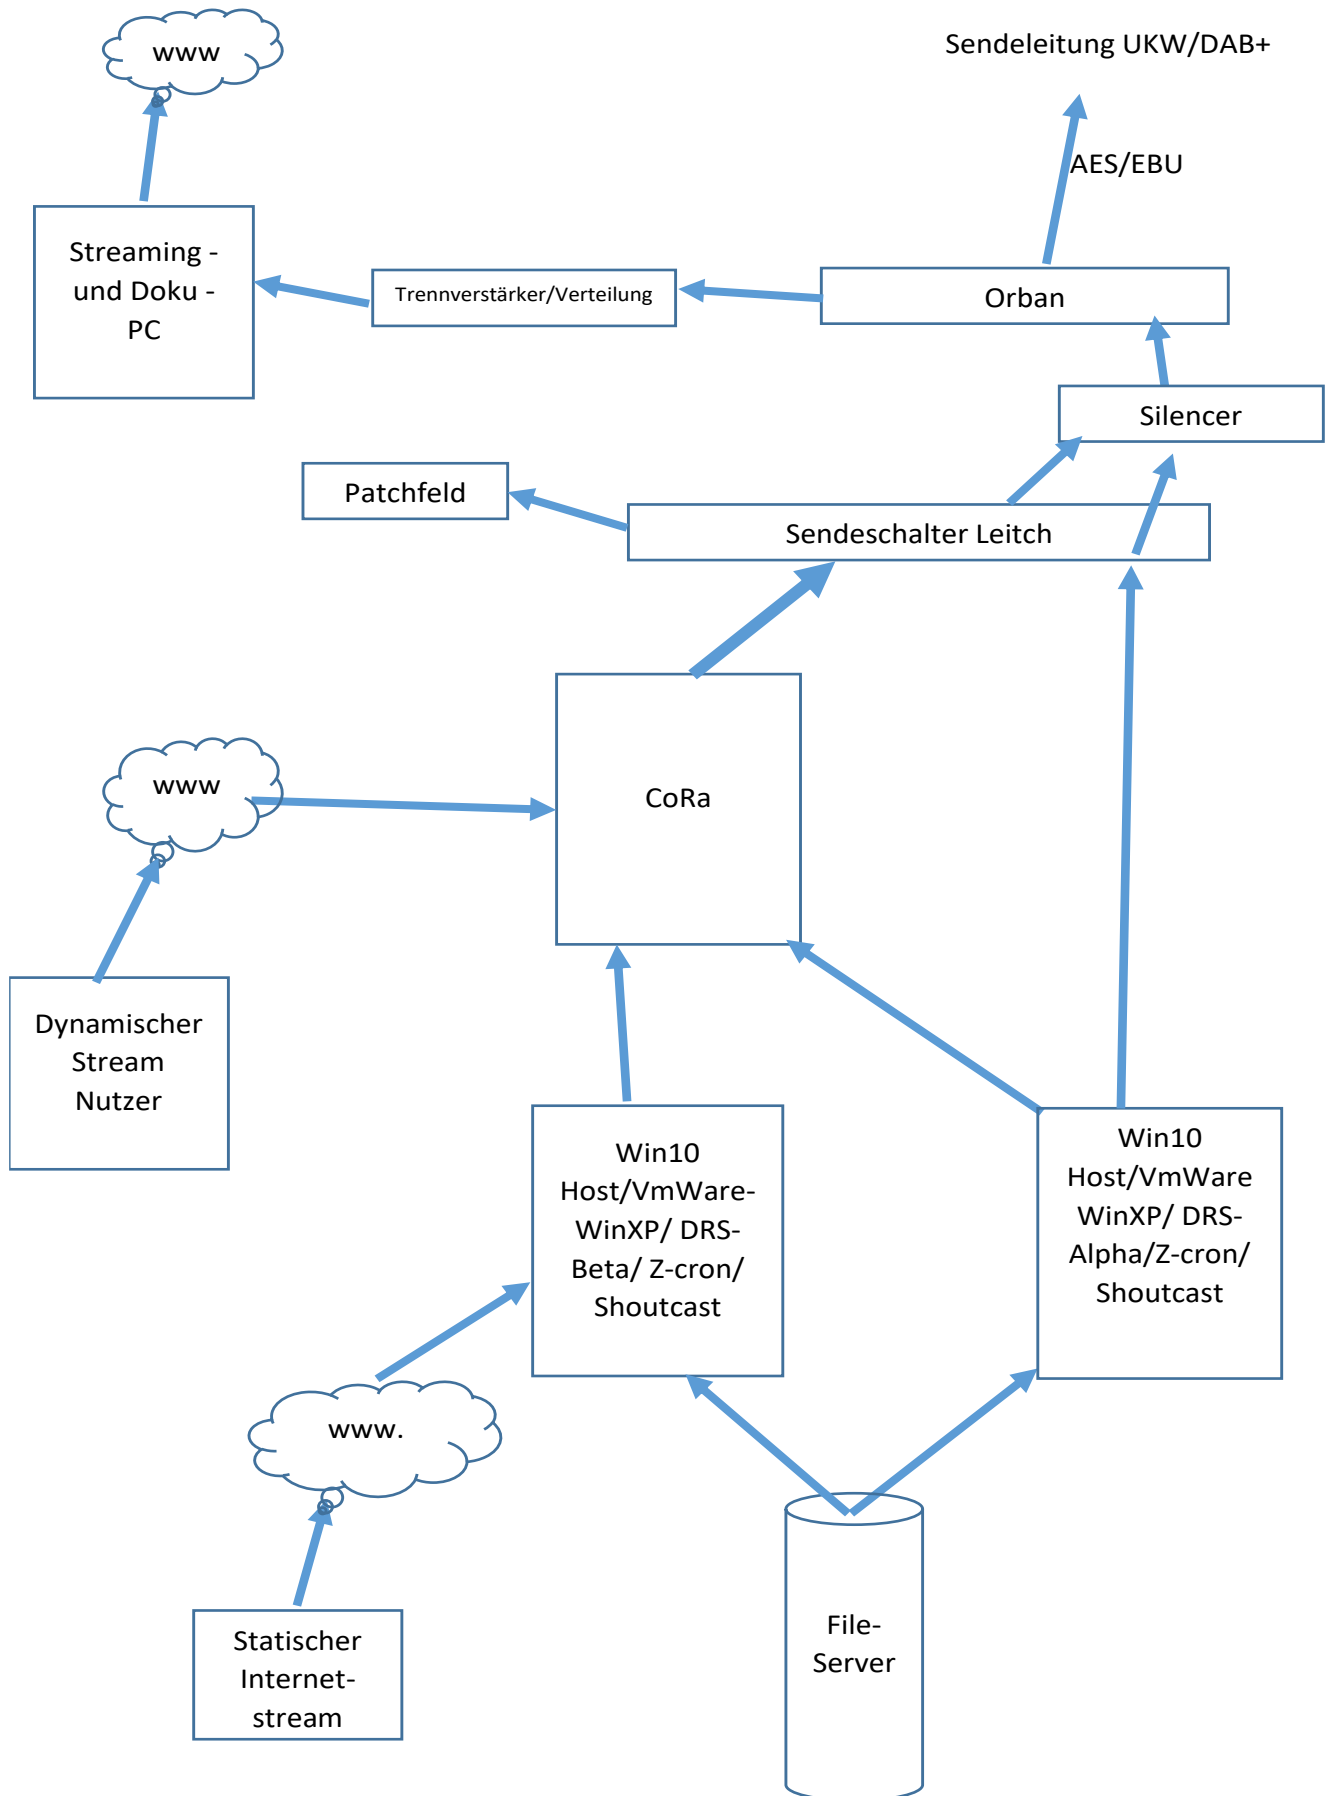 www
Sendeleitung UKW/DAB+
AES/EBU
Streaming -
und Doku -
PC
Trennverstärker/Verteilung
Orban
Silencer
Patchfeld
Sendeschalter Leitch
www
CoRa
Dynamischer
Stream
Nutzer
Win10
Host/VmWare-
WinXP/ DRS-
Beta/ Z-cron/
Shoutcast
Win10
Host/VmWare
WinXP/ DRS-
Alpha/Z-cron/
Shoutcast
www.
Statischer
Internet-
stream
File-
Server